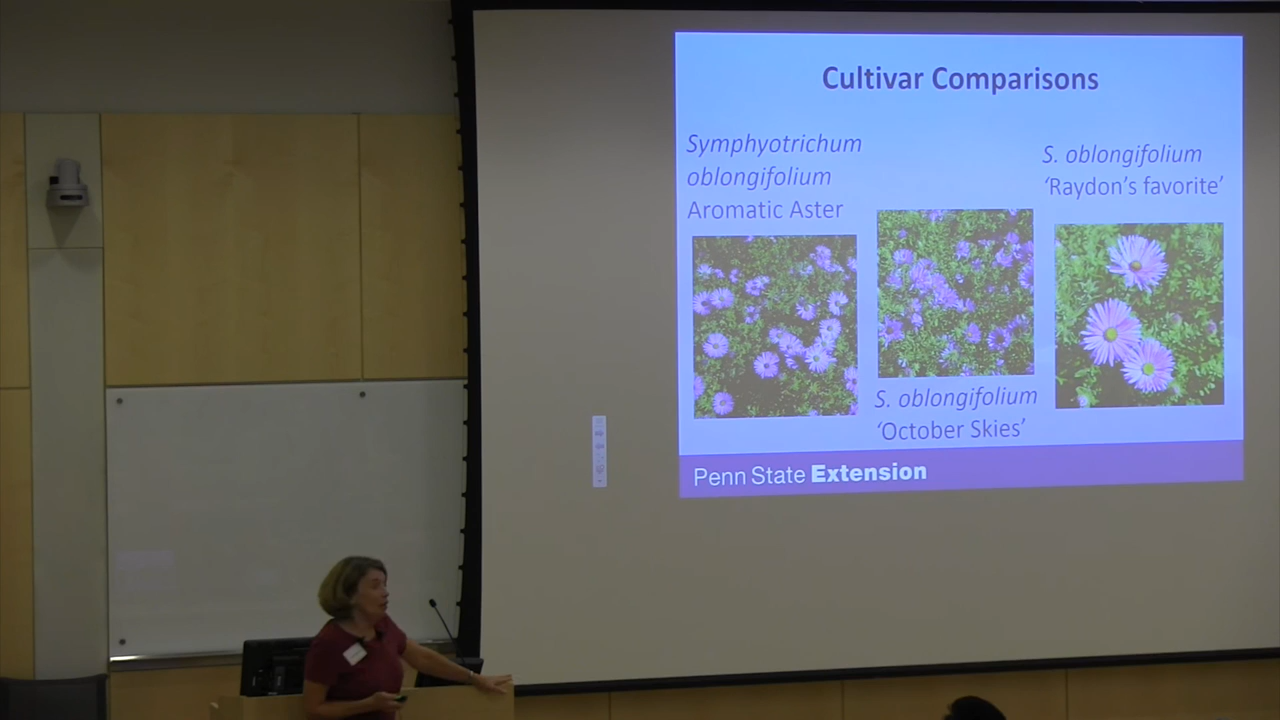 Cultivar Comparisons
Symphyotrichum
oblongifolium
Aromatic Aster
S. oblongifolium
‘October Skies’
S. oblongifolium
‘Raydon’s favorite’
Penn State Extension